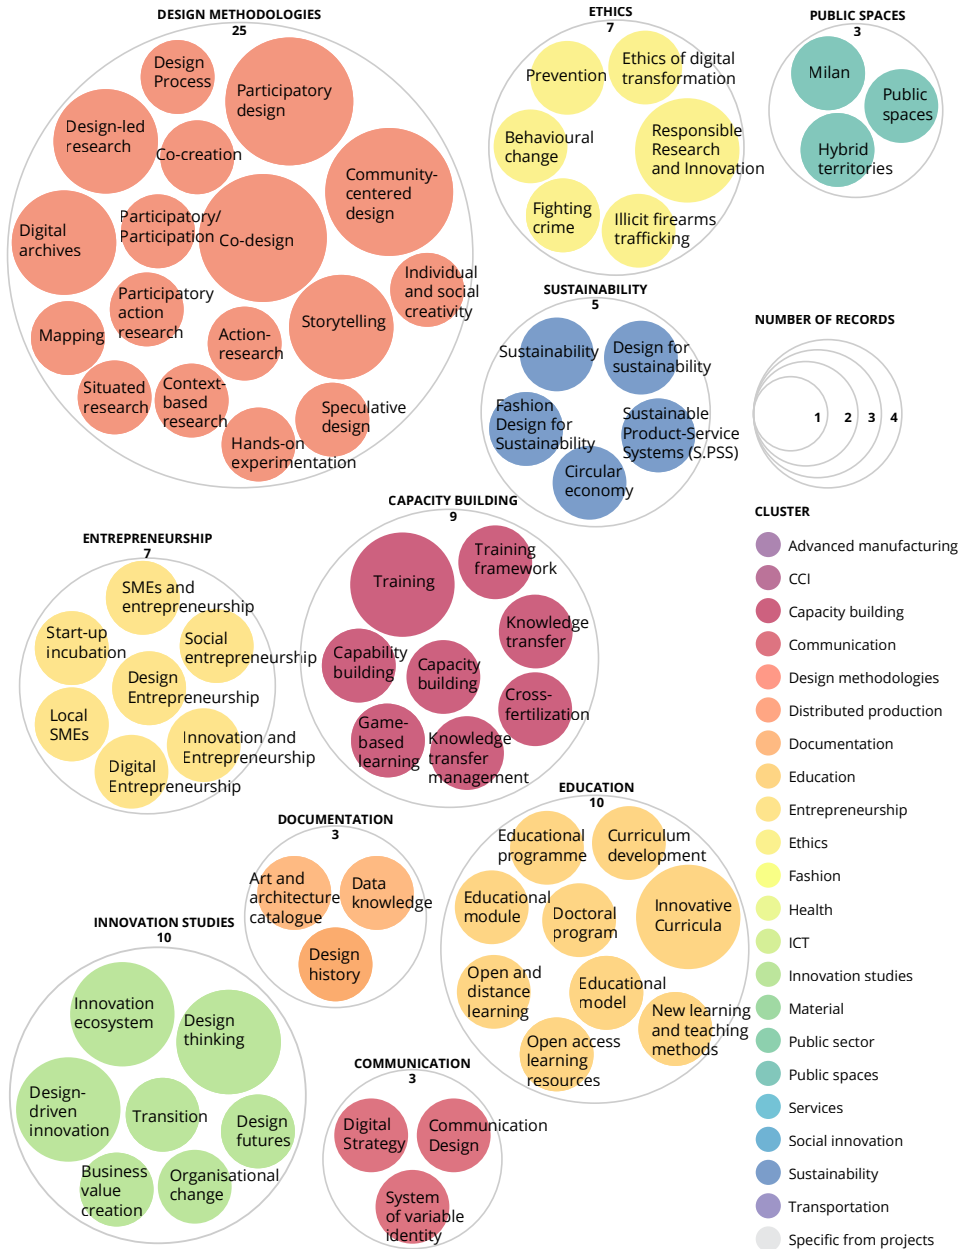 DESIGN METHODOLOGIES
25
Design
Process
Participatory
design
Design-led
research
Co-creation
Community-
centered
design
Digital
archives
Participatory/
Participation
Co-design
Individual
and social
creativity
Participatory
action
research
Storytelling
Mapping
Action-
research
Situated
research
Context-
based
research
Speculative
design
Hands-on
experimentation
ETHICS
7
Prevention
Ethics of digital
transformation
Behavioural
change
Responsible
Research
and Innovation
Fighting
crime
Illicit firearms
trafficking
PUBLIC SPACES
3
Milan
Public
spaces
Hybrid
territories
SUSTAINABILITY
5
Sustainability
Design for
sustainability
Fashion
Design for
Sustainability
Sustainable
Product-Service
Systems (S.PSS)
Circular
economy
NUMBER OF RECORDS
1
2
3
4
ENTREPRENEURSHIP
7
SMEs and
entrepreneurship
Start-up
incubation
Social
entrepreneurship
Design
Entrepreneurship
Local
SMEs
Innovation and
Entrepreneurship
Digital
Entrepreneurship
CAPACITY BUILDING
9
Training
Training
framework
Knowledge
transfer
Capability
building
Capacity
building
Cross-
fertilization
Game-
based
learning
Knowledge
transfer
management
DOCUMENTATION
3
Art and
architecture
catalogue
Data
knowledge
Design
history
EDUCATION
10
Educational
programme
Curriculum
development
Educational
module
Doctoral
program
Innovative
Curricula
Open and
distance
learning
Educational
model
New learning
and teaching
methods
Open access
learning
resources
INNOVATION STUDIES
10
Innovation
ecosystem
Design
thinking
Design-
driven
innovation
Transition
Design
futures
Business
value
creation
Organisational
change
COMMUNICATION
3
Digital
Strategy
Communication
Design
System
of variable
identity
CLUSTER
Advanced manufacturing
CCI
Capacity building
Communication
Design methodologies
Distributed production
Documentation
Education
Entrepreneurship
Ethics
Fashion
Health
ICT
Innovation studies
Material
Public sector
Public spaces
Services
Social innovation
Sustainability
Transportation
Specific from projects